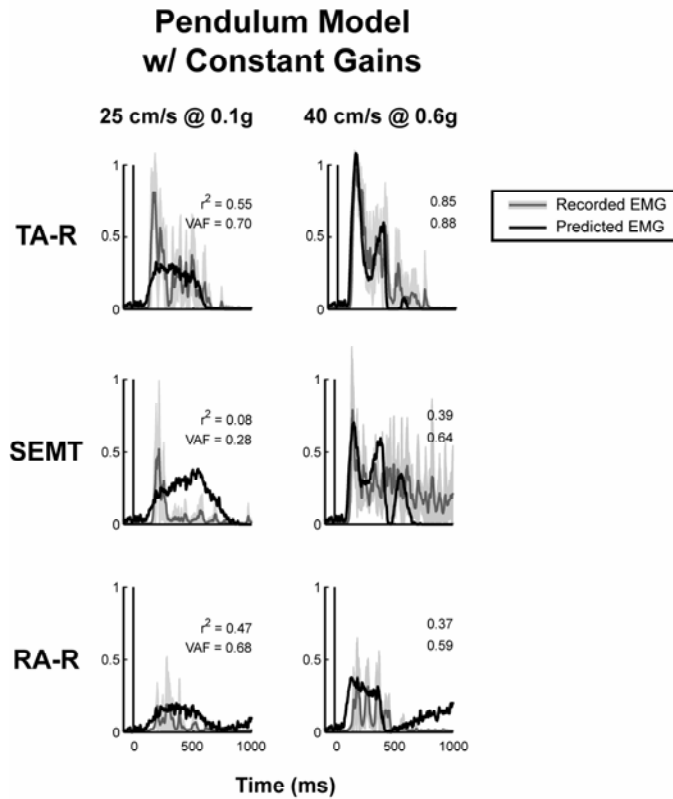 Pendulum Model
w/ Constant Gains
25 cm/s @ 0.1g
40 cm/s @ 0.6g
TA-R
1
0.5
0
r² = 0.55
VAF = 0.70
1
0.5
0
0.85
0.88
Recorded EMG
Predicted EMG
SEMT
1
0.5
0
r² = 0.08
VAF = 0.28
1
0.5
0
0.39
0.64
RA-R
1
0.5
0
r² = 0.47
VAF = 0.68
1
0.5
0
0.37
0.59
0 500 1000
0 500 1000
Time (ms)